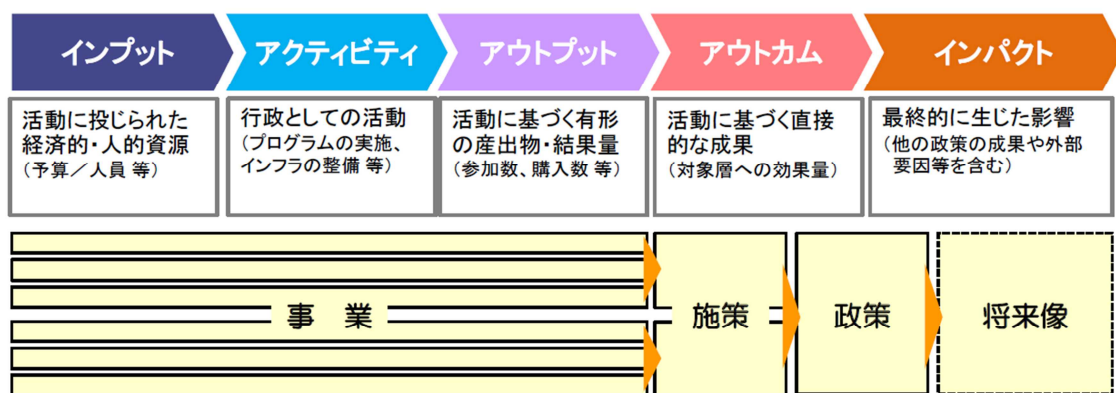 インプット
アクティビティ
アウトプット
アウトカム
インパクト
活動に投じられた
経済的・人的資源
(予算／人員 等)
行政としての活動
(プログラムの実施、
インフラの整備 等)
活動に基づく有形
の産出物・結果量
(参加数、購入数 等)
活動に基づく直接
的な成果
(対象層への効果量)
最終的に生じた影響
(他の政策の成果や外部
要因等を含む)
事　業
施策
政策
将来像